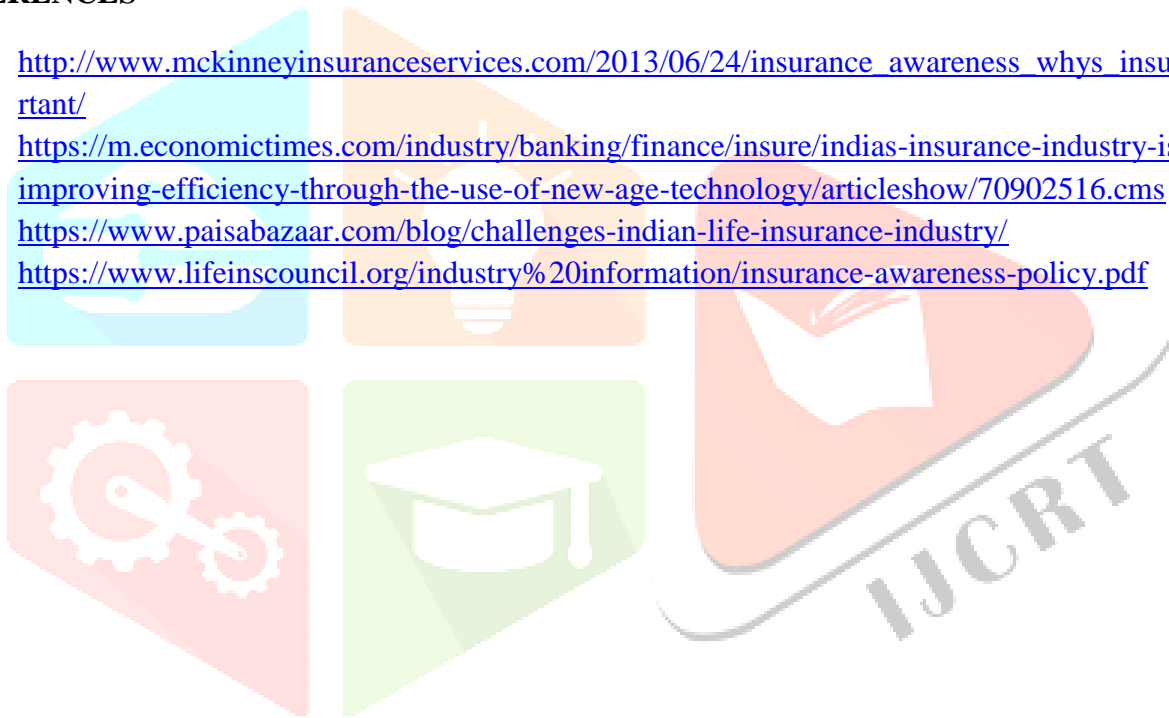 ERENCES
http://www.mckinneyinsuranceservices.com/2013/06/24/insurance_awareness_whys_insu
rtant/
https://m.economictimes.com/industry/banking/finance/insure/indias-insurance-industry-is
improving-efficiency-through-the-use-of-new-age-technology/articleshow/70902516.cms
https://www.paisabazaar.com/blog/challenges-indian-life-insurance-industry/
https://www.lifeinscouncil.org/industry%20information/insurance-awareness-policy.pdf
IJCRT